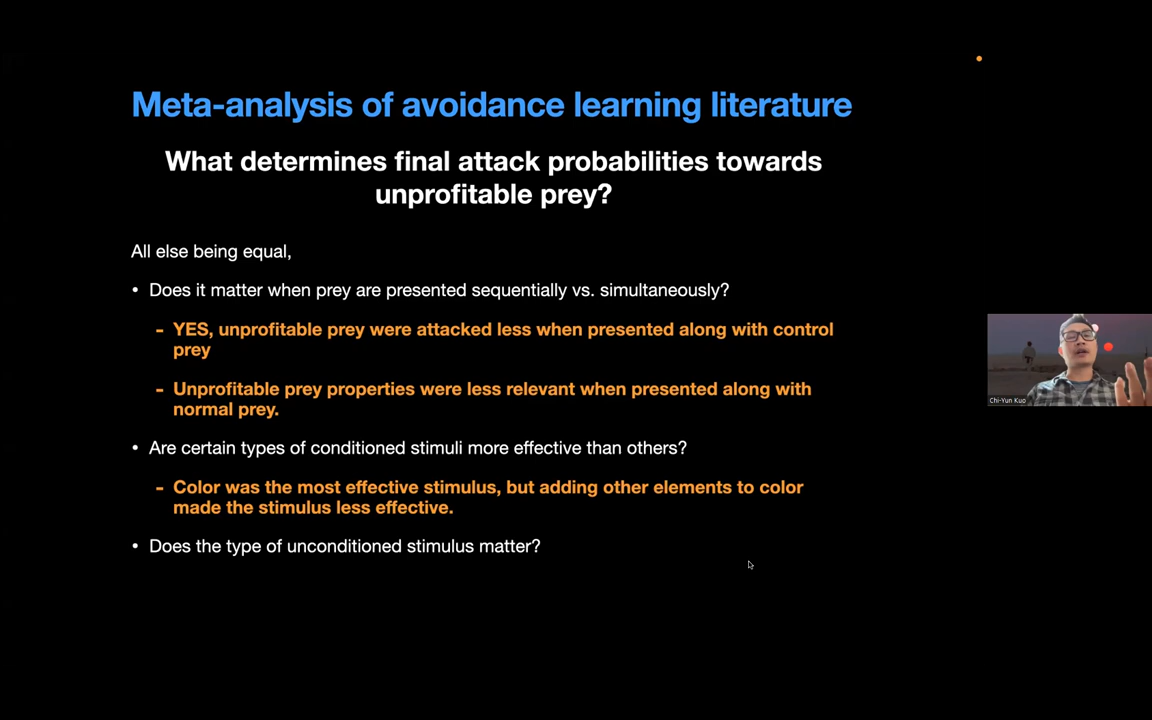 Meta-analysis of avoidance learning literature
What determines final attack probabilities towards
unprofitable prey?
All else being equal,
• Does it matter when prey are presented sequentially vs. simultaneously?
- YES, unprofitable prey were attacked less when presented along with control
prey
- Unprofitable prey properties were less relevant when presented along with
normal prey.
• Are certain types of conditioned stimuli more effective than others?
- Color was the most effective stimulus, but adding other elements to color
made the stimulus less effective.
• Does the type of unconditioned stimulus matter?
Chi-Yun Kuo